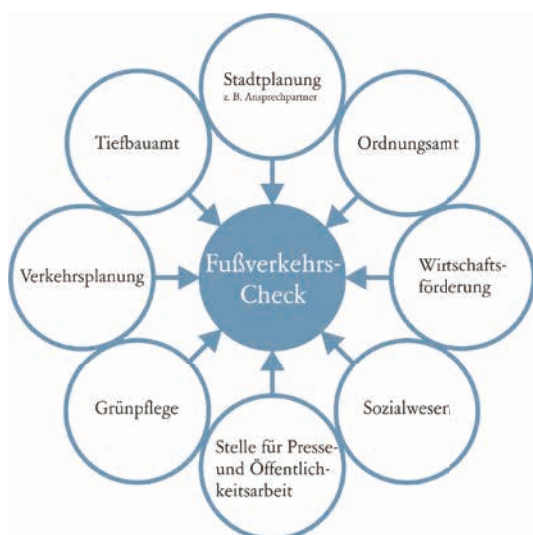 Stadtplanung
z. B. Ansprechpartner
Tiefbauamt
Ordnungsamt
Verkehrsplanung
Fußverkehrs-
Check
Wirtschafts-
förderung
Grünpflege
Sozialwesen
Stelle für Presse-
und Öffentlich-
keitsarbeit